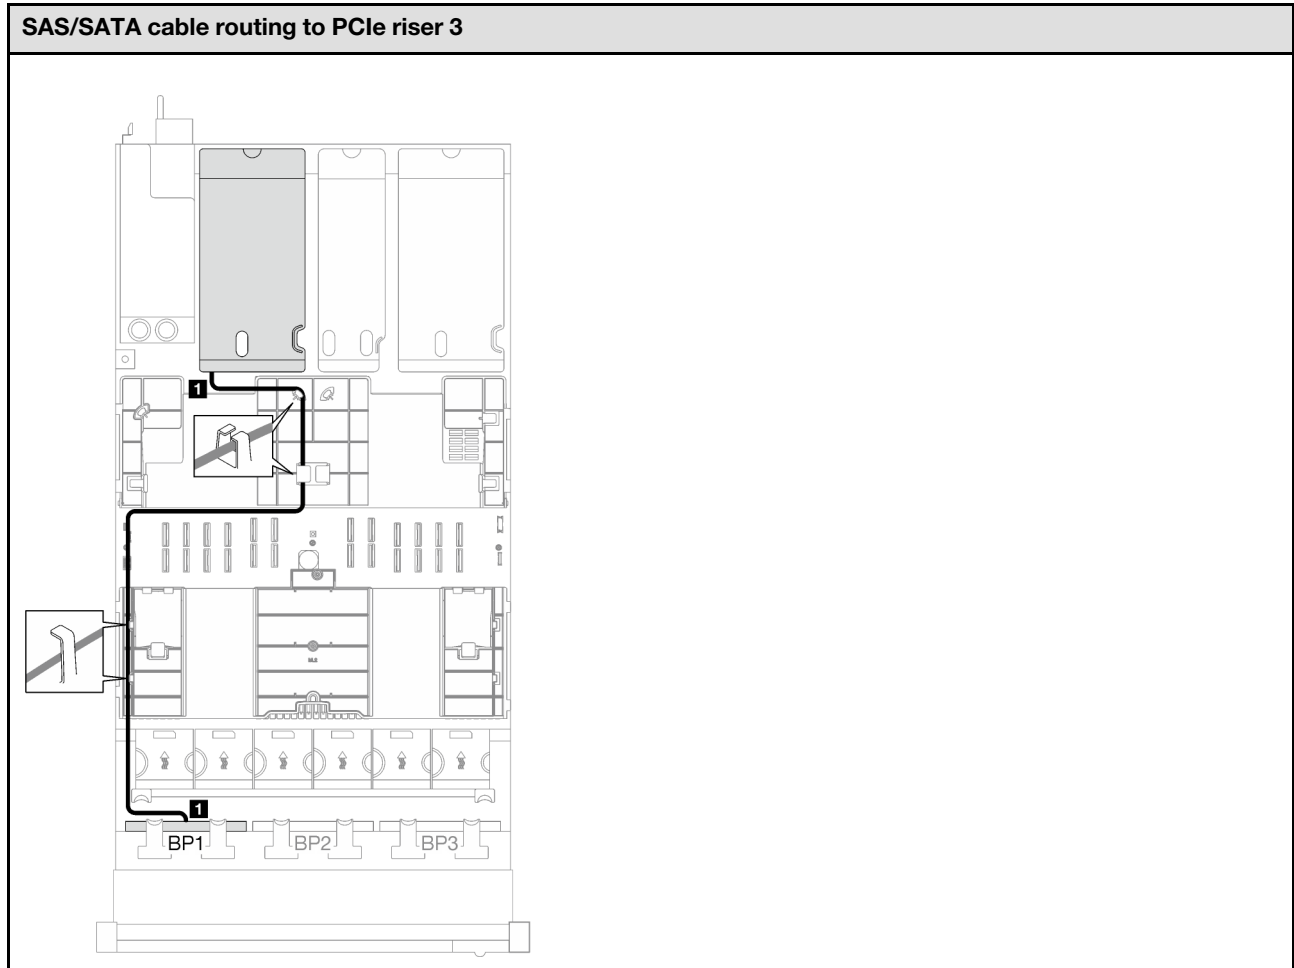 SAS/SATA cable routing to PCIe riser 3
1
1
BP1
BP2
BP3